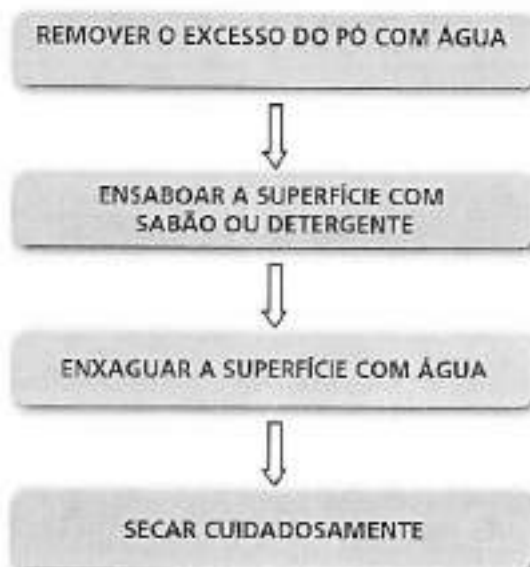 REMOVER O EXCESSO DO PÓ COM ÁGUA
ENSABOAR A SUPERFÍCIE COM
SABÃO OU DETERGENTE
ENXAGUAR A SUPERFÍCIE COM ÁGUA
SECAR CUIDADOSAMENTE